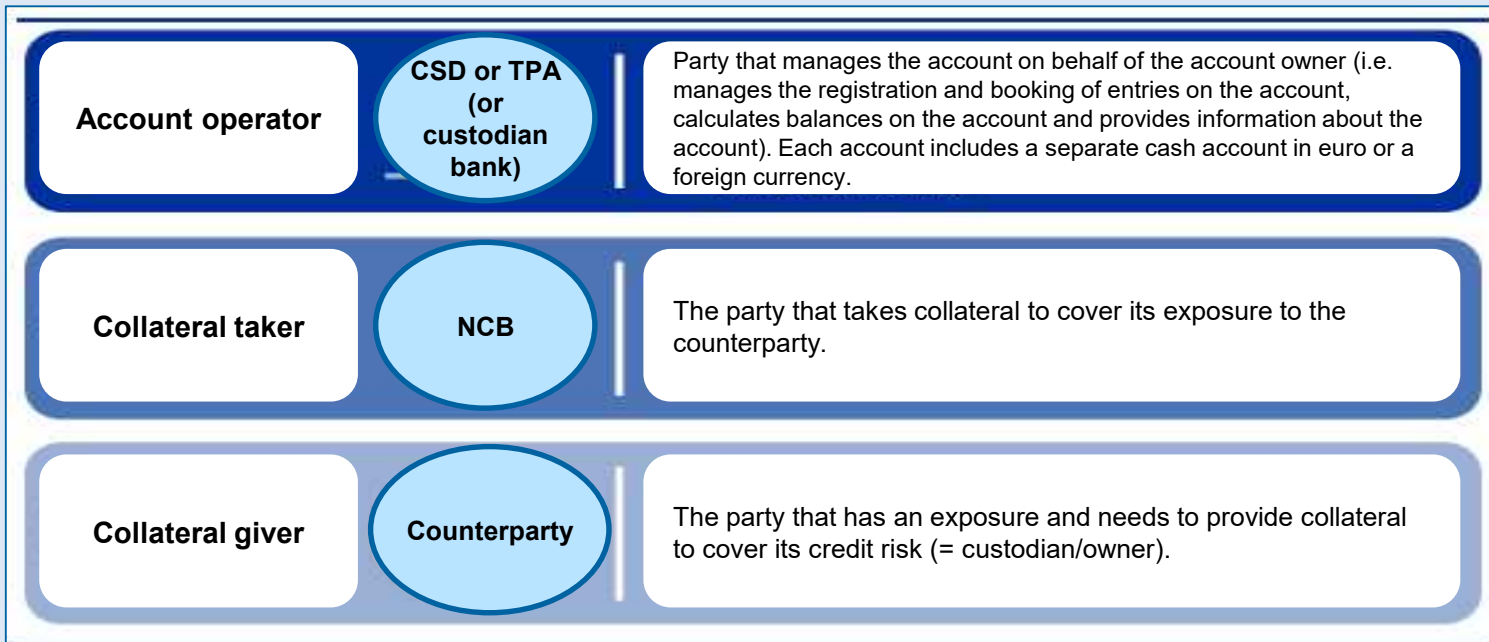 Account operator
CSD or TPA
(or
custodian
bank)
Party that manages the account on behalf of the account owner (i.e.
manages the registration and booking of entries on the account,
calculates balances on the account and provides information about the
account). Each account includes a separate cash account in euro or a
foreign currency.
Collateral taker
NCB
The party that takes collateral to cover its exposure to the
counterparty.
Collateral giver
Counterparty
The party that has an exposure and needs to provide collateral
to cover its credit risk (= custodian/owner).